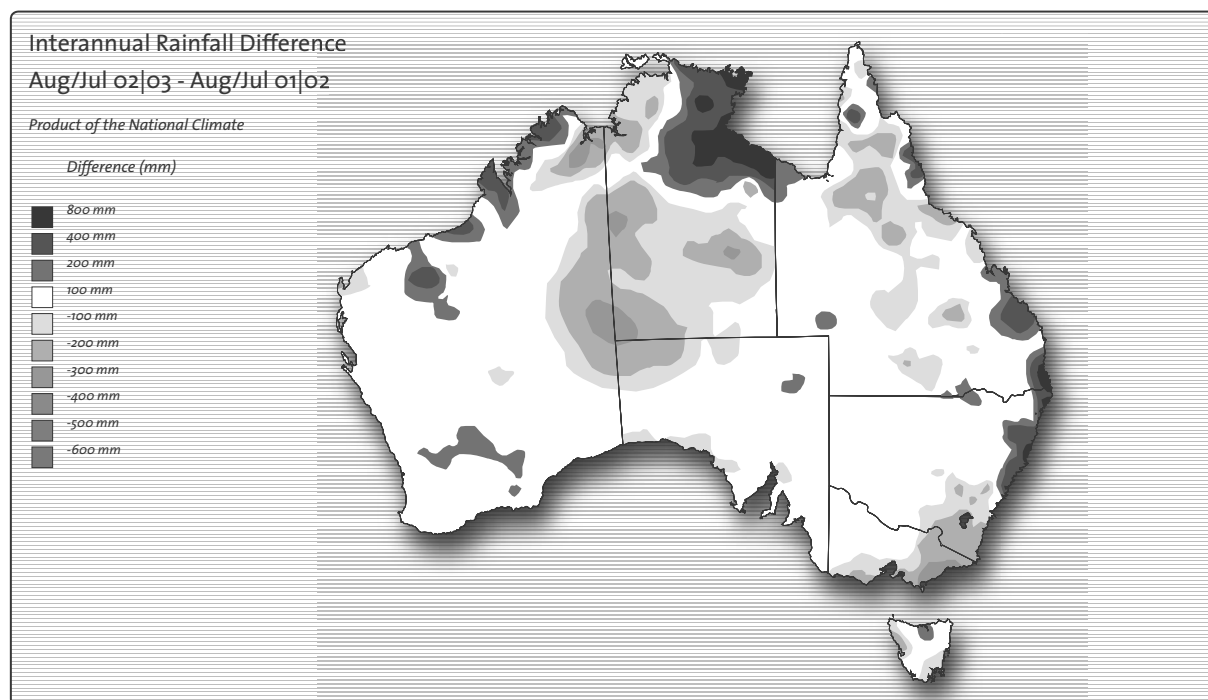 Interannual Rainfall Difference
Aug/Jul 02|03 - Aug/Jul 01|02
Product of the National Climate
Difference (mm)
800 mm
400 mm
200 mm
100 mm
-100 mm
-200 mm
-300 mm
-400 mm
-500 mm
-600 mm